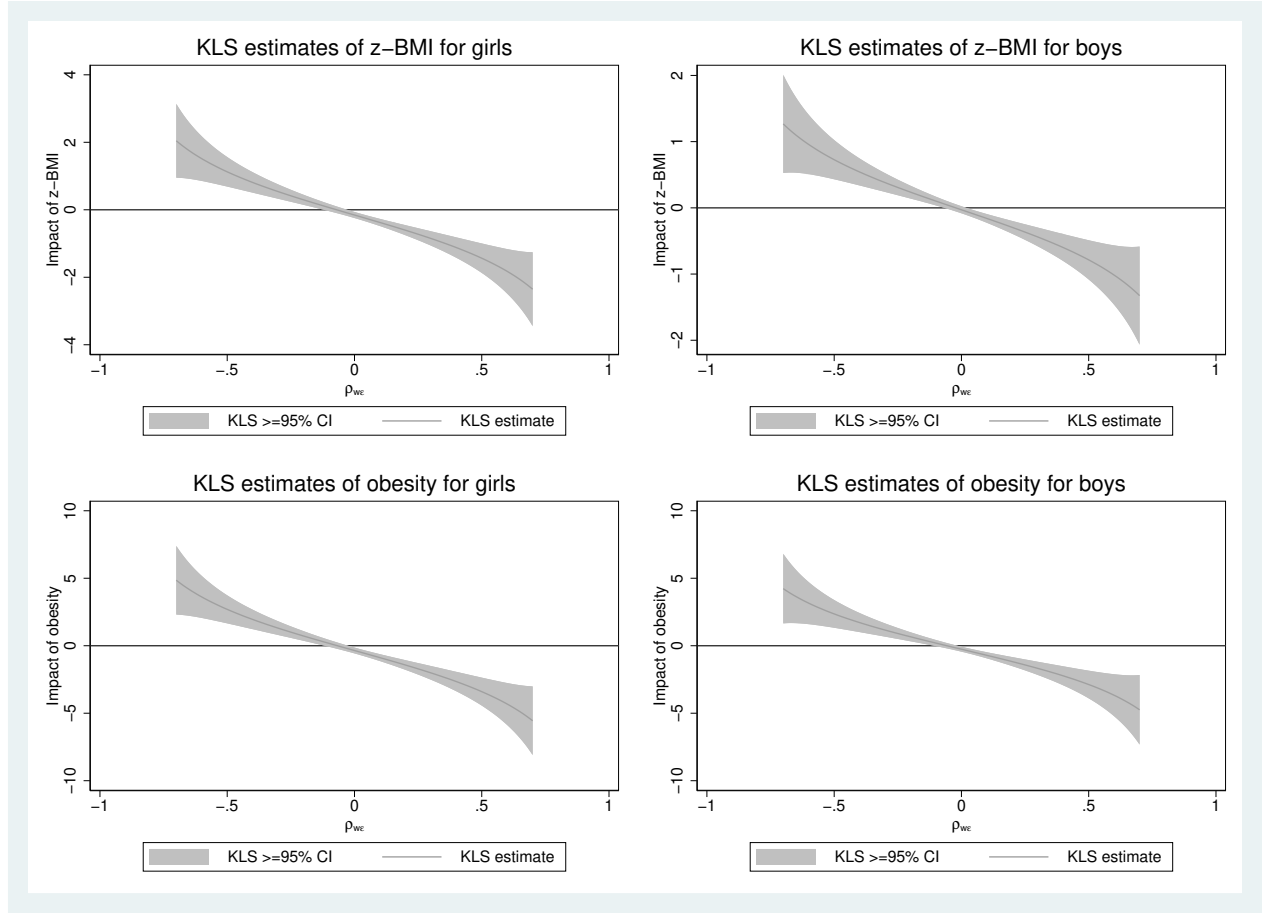 KLS estimates of z−BMI for girls
Impact of z−BMI
4
2
0
−2
−4
−1 −.5 0 .5 1
ρwε
KLS >=95% CI KLS estimate
KLS estimates of z−BMI for boys
Impact of z−BMI
2
1
0
−1
−2
−1 −.5 0 .5 1
ρwε
KLS >=95% CI KLS estimate
KLS estimates of obesity for girls
Impact of obesity
10
5
0
−5
−10
−1 −.5 0 .5 1
ρwε
KLS >=95% CI KLS estimate
KLS estimates of obesity for boys
Impact of obesity
10
5
0
−5
−10
−1 −.5 0 .5 1
ρwε
KLS >=95% CI KLS estimate